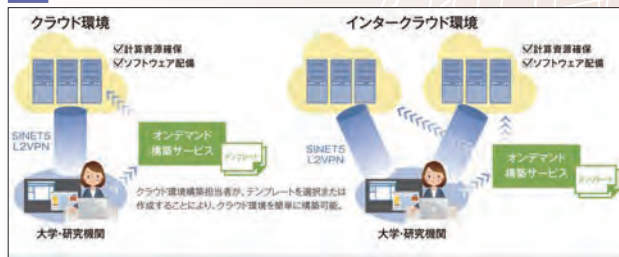 クラウド環境
☑計算資源確保
☑ソフトウェア配備
SINET5
L2VPN
オンデマンド
構築サービス
テンプレート
クラウド環境構築担当者が、テンプレートを選択または
作成することにより、クラウド環境を簡単に構築可能。
大学・研究機関
インタークラウド環境
☑計算資源確保
☑ソフトウェア配備
SINET5
L2VPN
オンデマンド
構築サービス
テンプレート
大学・研究機関